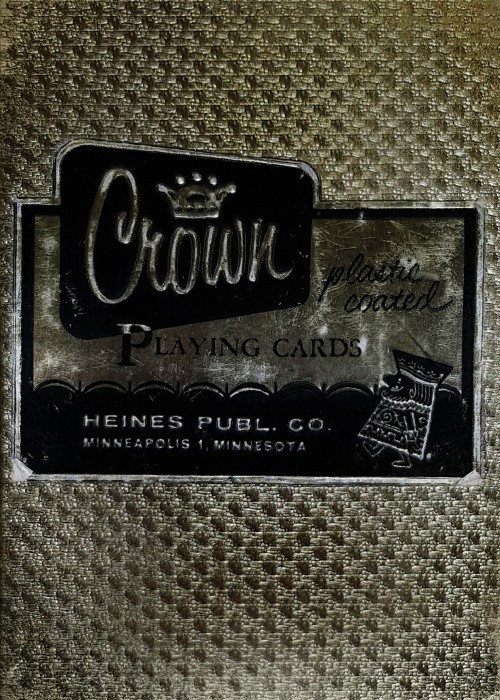 Crown
plastic
coated
PLAYING CARDS
HEINES PUBL. CO.
MINNEAPOLIS 1, MINNESOTA